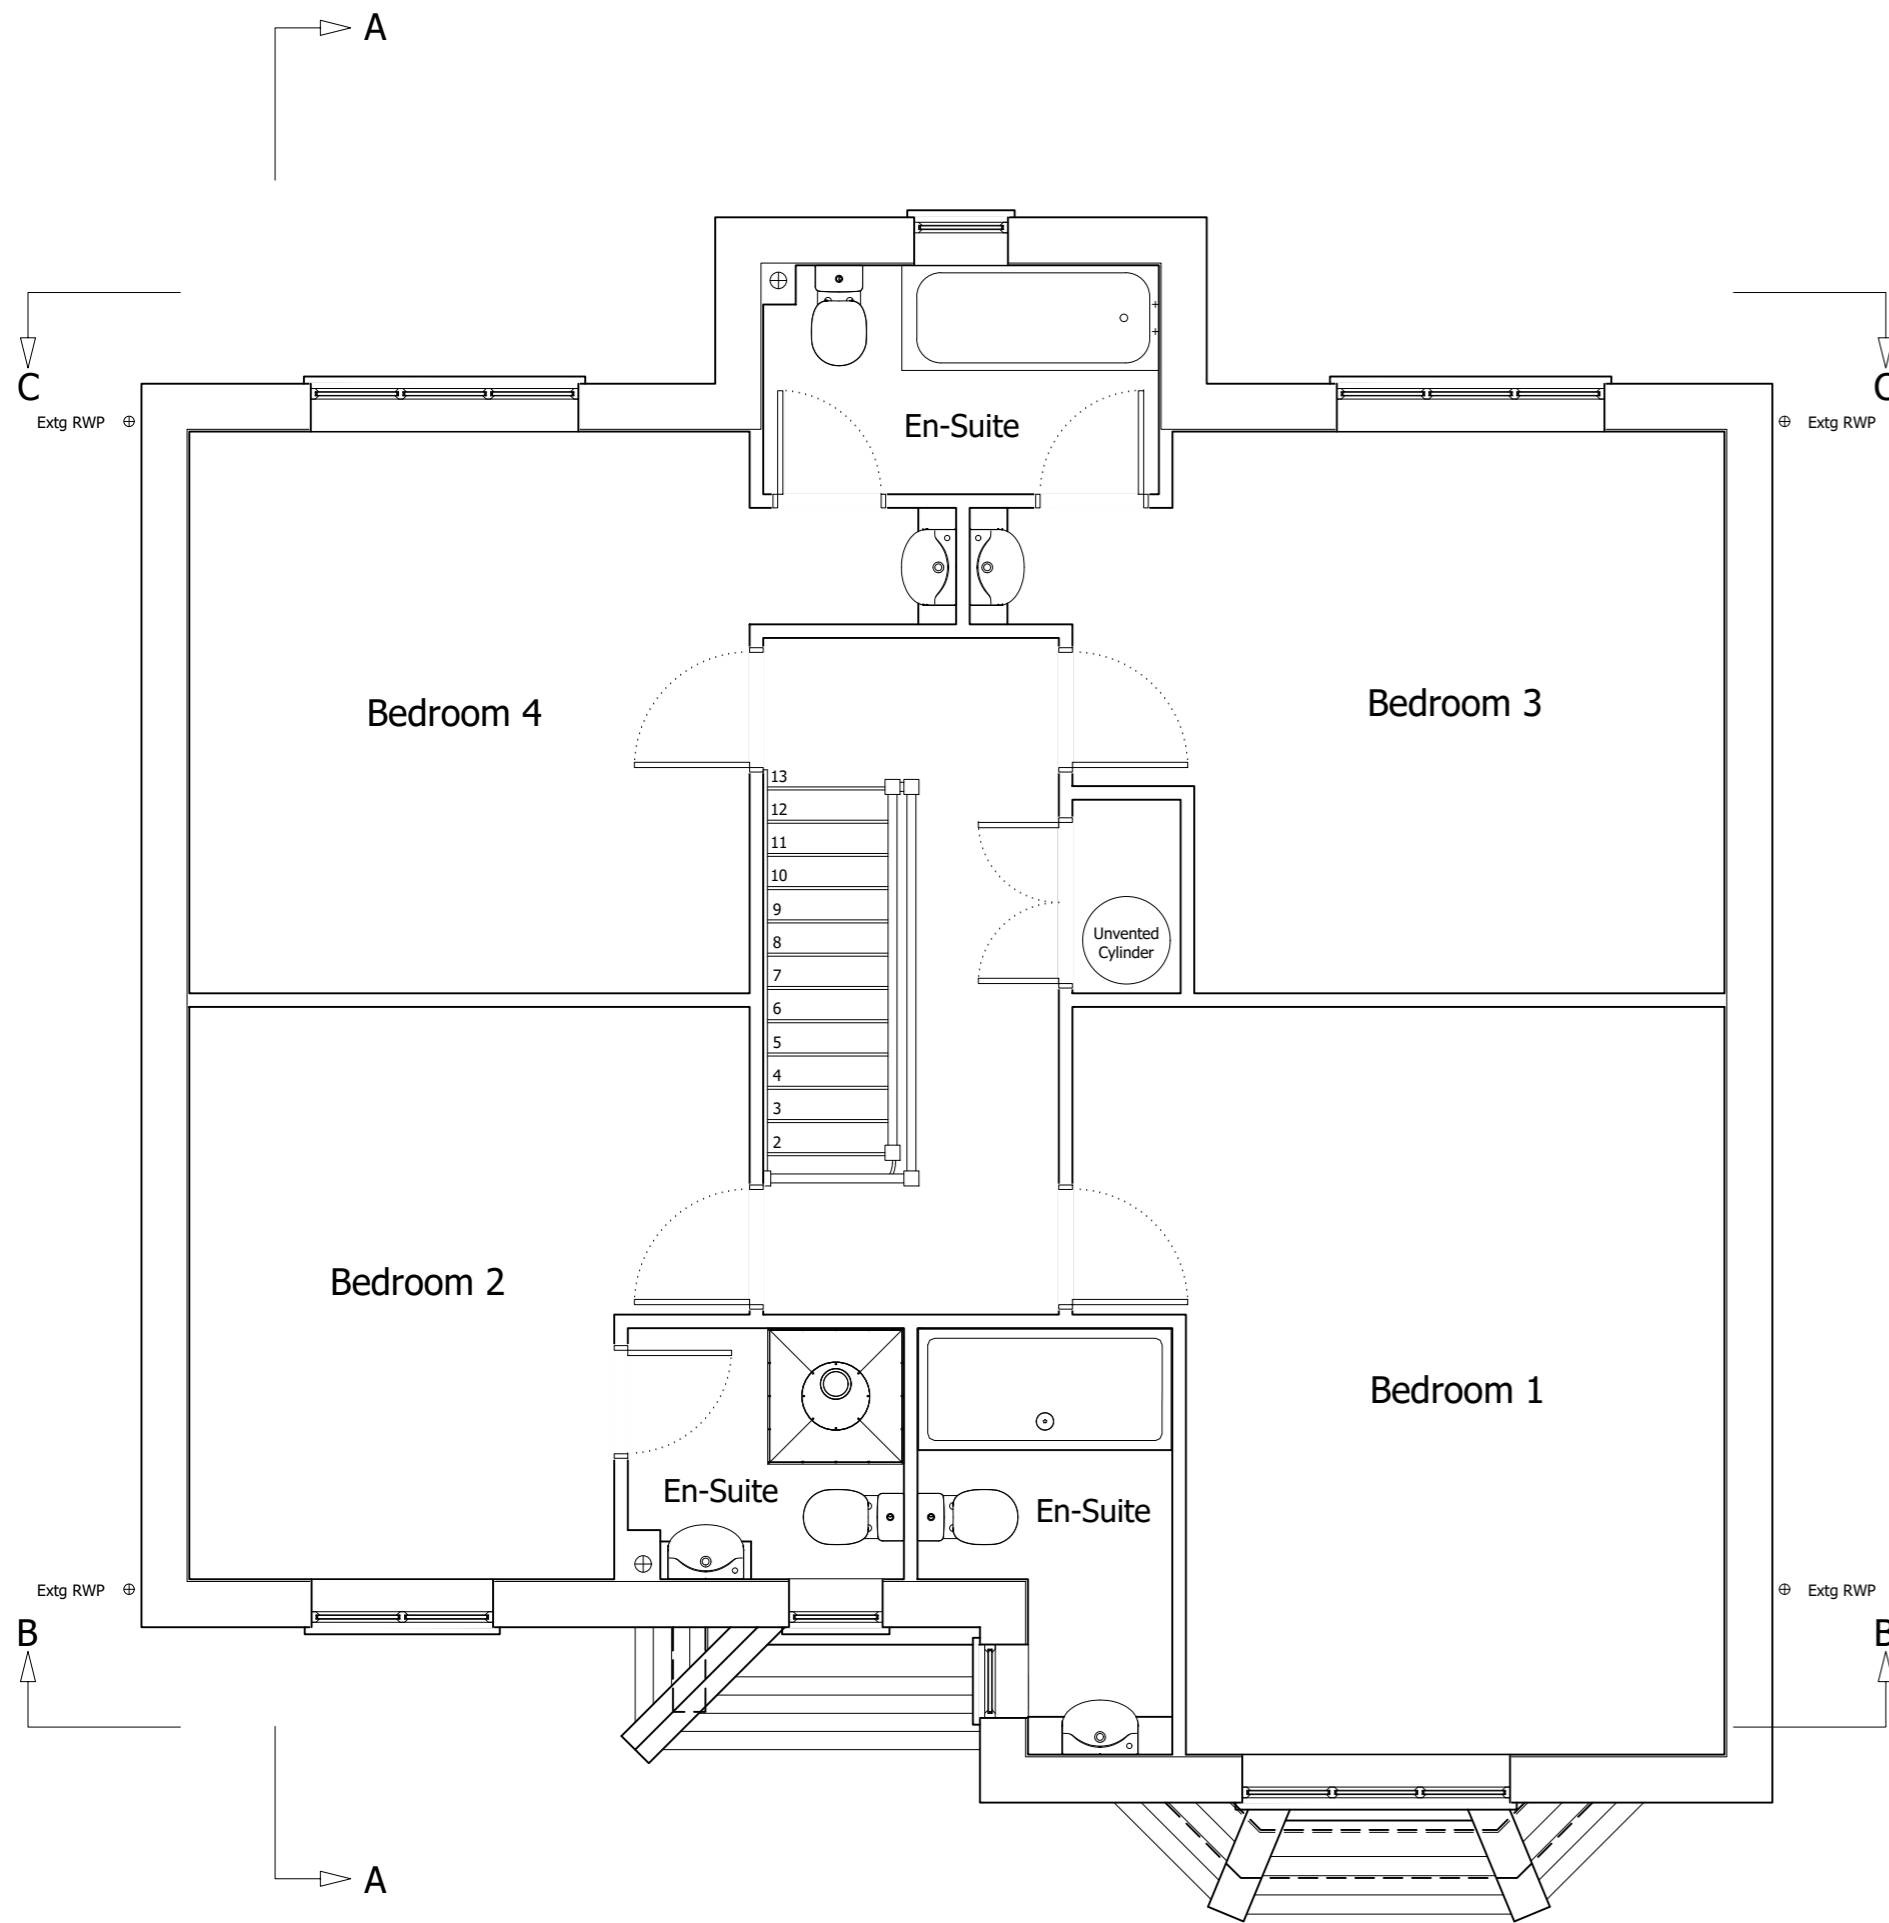 A
C
C
Extg RWP
Extg RWP
En-Suite
Bedroom 4
Bedroom 3
13
12
11
10
9
8
7
6
5
4
3
2
Unvented
Cylinder
Bedroom 2
Bedroom 1
En-Suite
En-Suite
Extg RWP
Extg RWP
B
B
A